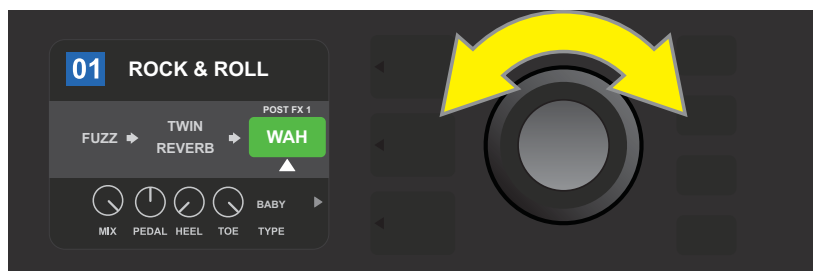 01 ROCK & ROLL
POST FX 1
FUZZ TWIN REVERB WAH
BABY
MIX PEDAL HEEL TOE TYPE